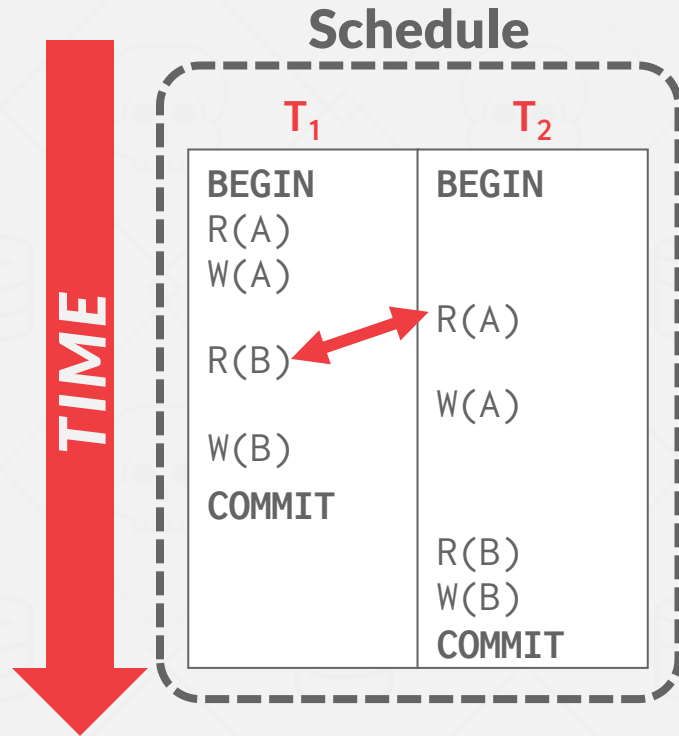 Schedule
TIME
T₁ T₂
BEGIN BEGIN
R(A)
W(A)
R(A)
R(B)
W(A)
W(B)
COMMIT
R(B)
W(B)
COMMIT